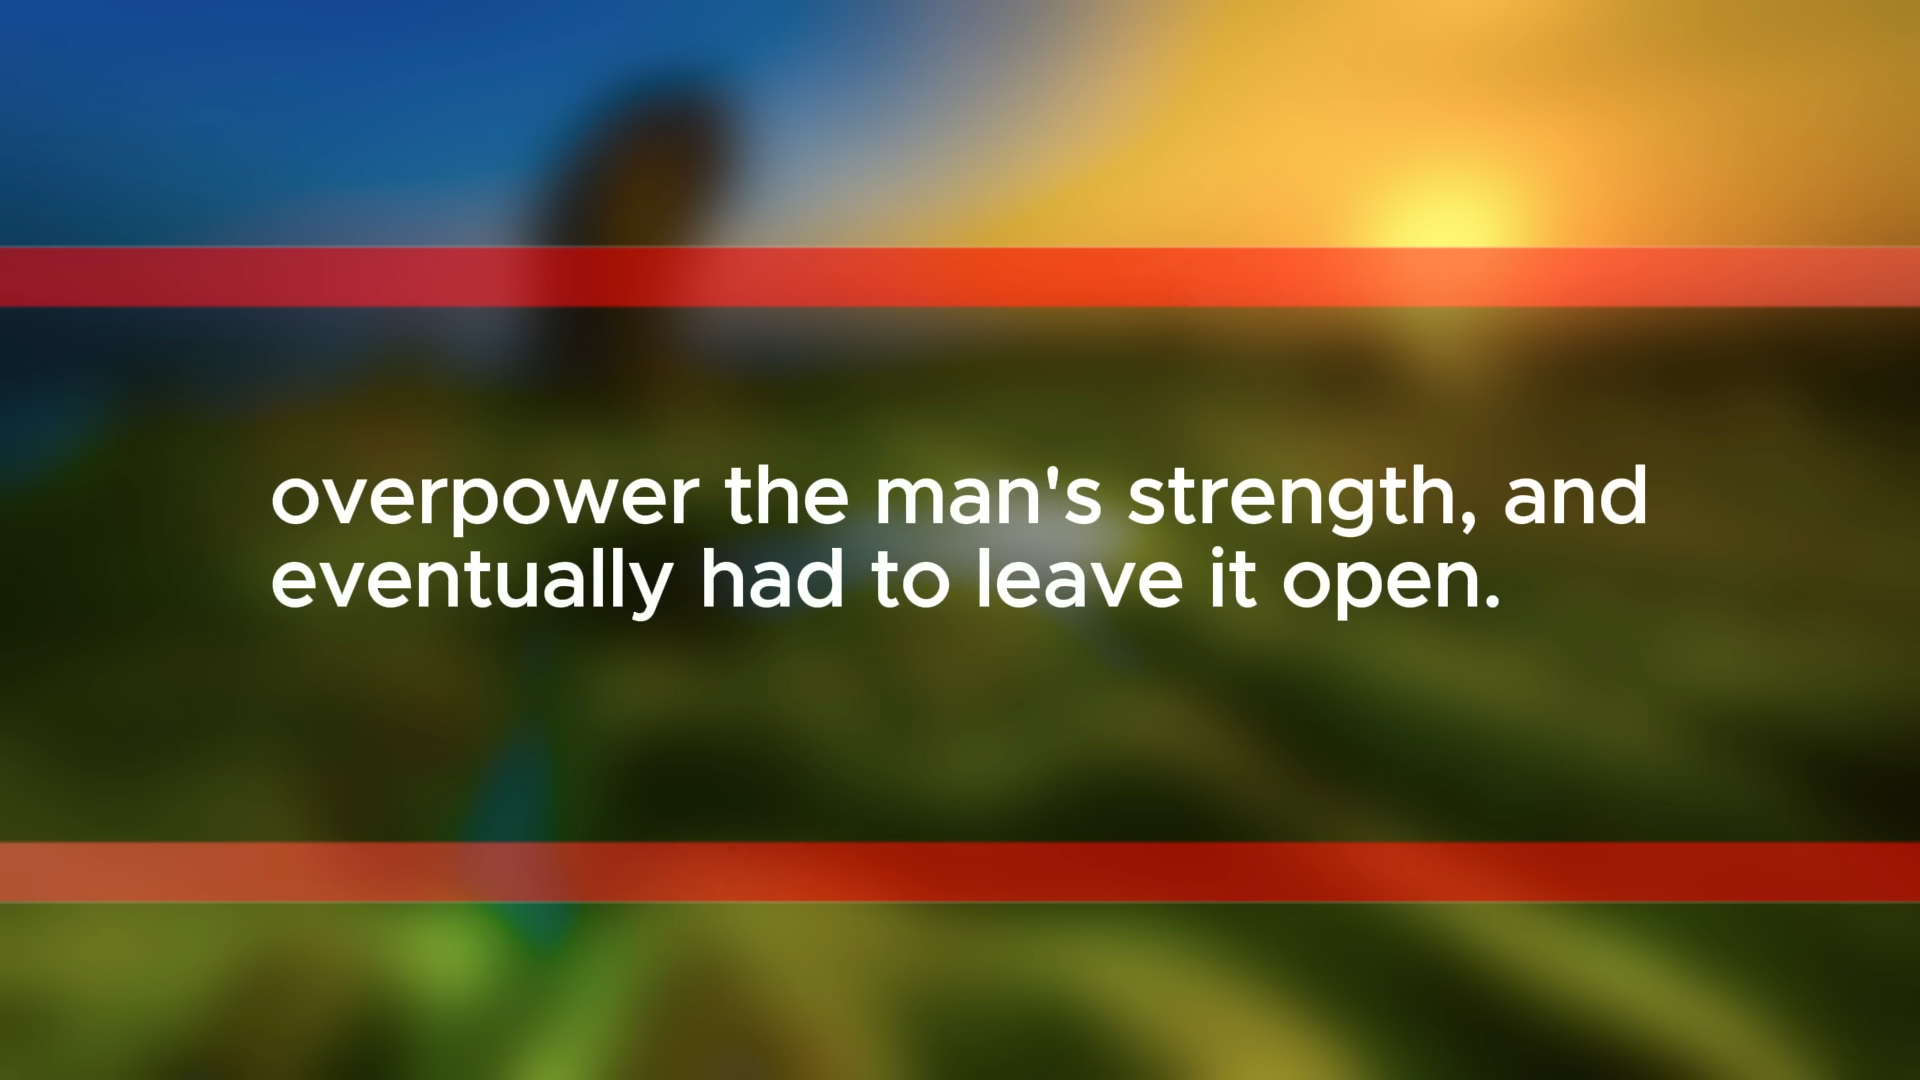 overpower the man's strength, and
eventually had to leave it open.